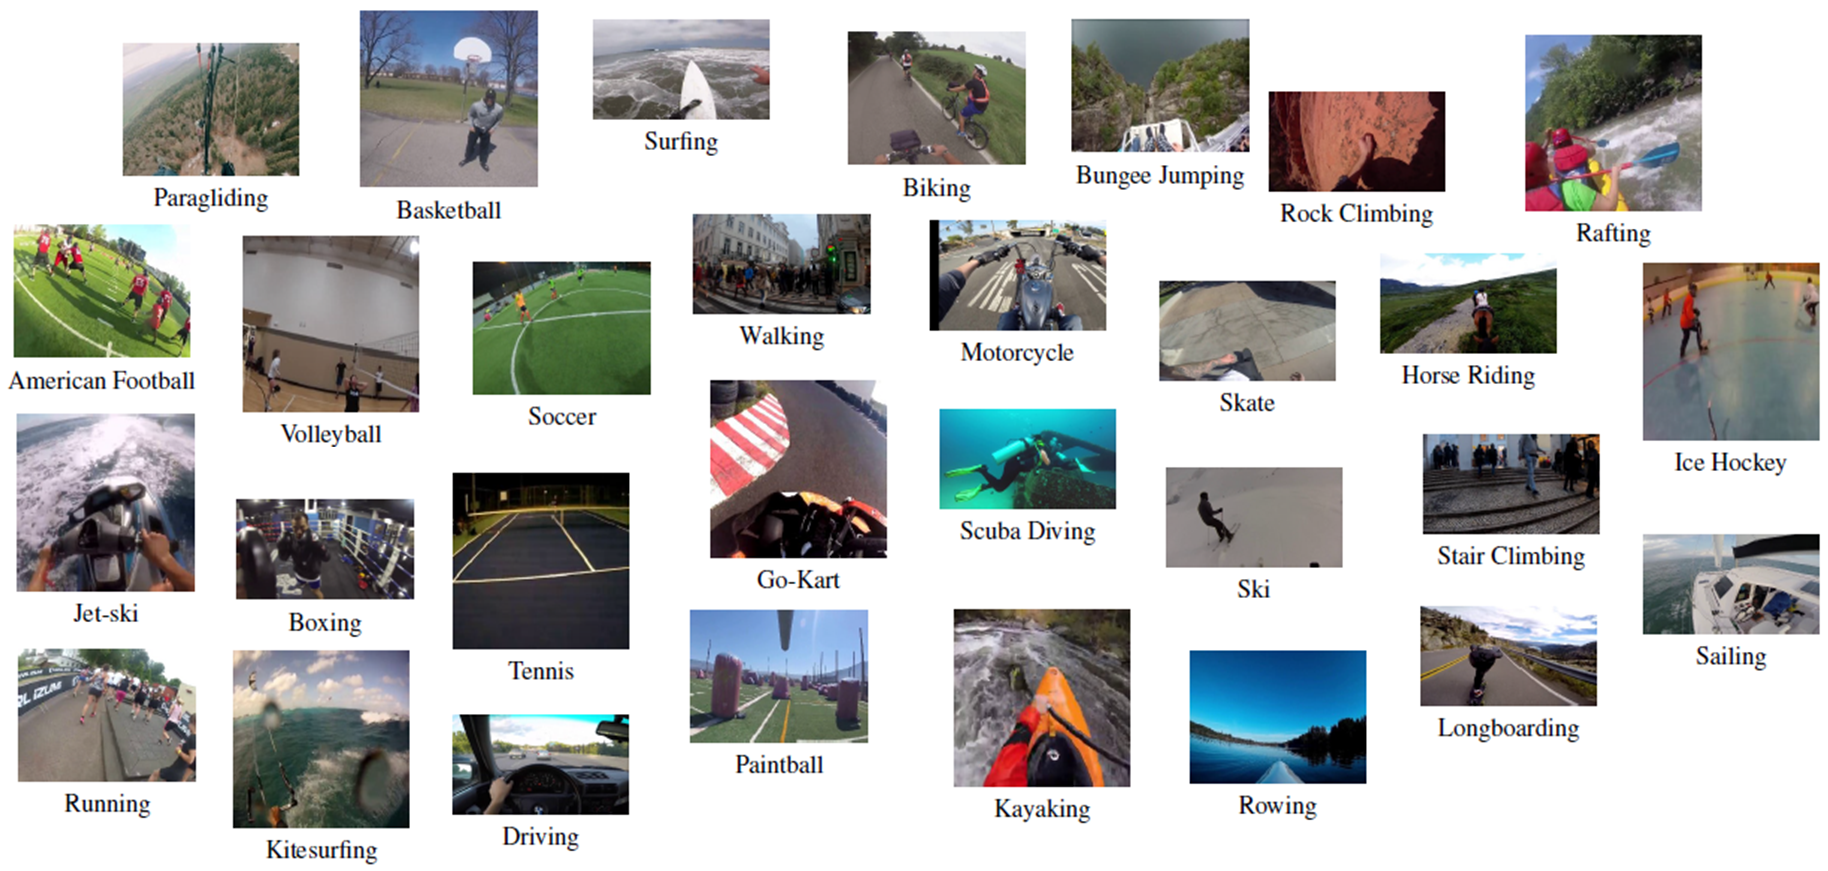 Paragliding
Basketball
Surfing
Biking
Bungee Jumping
Rock Climbing
Rafting
American Football
Volleyball
Soccer
Walking
Motorcycle
Skate
Horse Riding
Ice Hockey
Jet-ski
Boxing
Tennis
Go-Kart
Scuba Diving
Ski
Stair Climbing
Sailing
Running
Kitesurfing
Driving
Paintball
Kayaking
Rowing
Longboarding